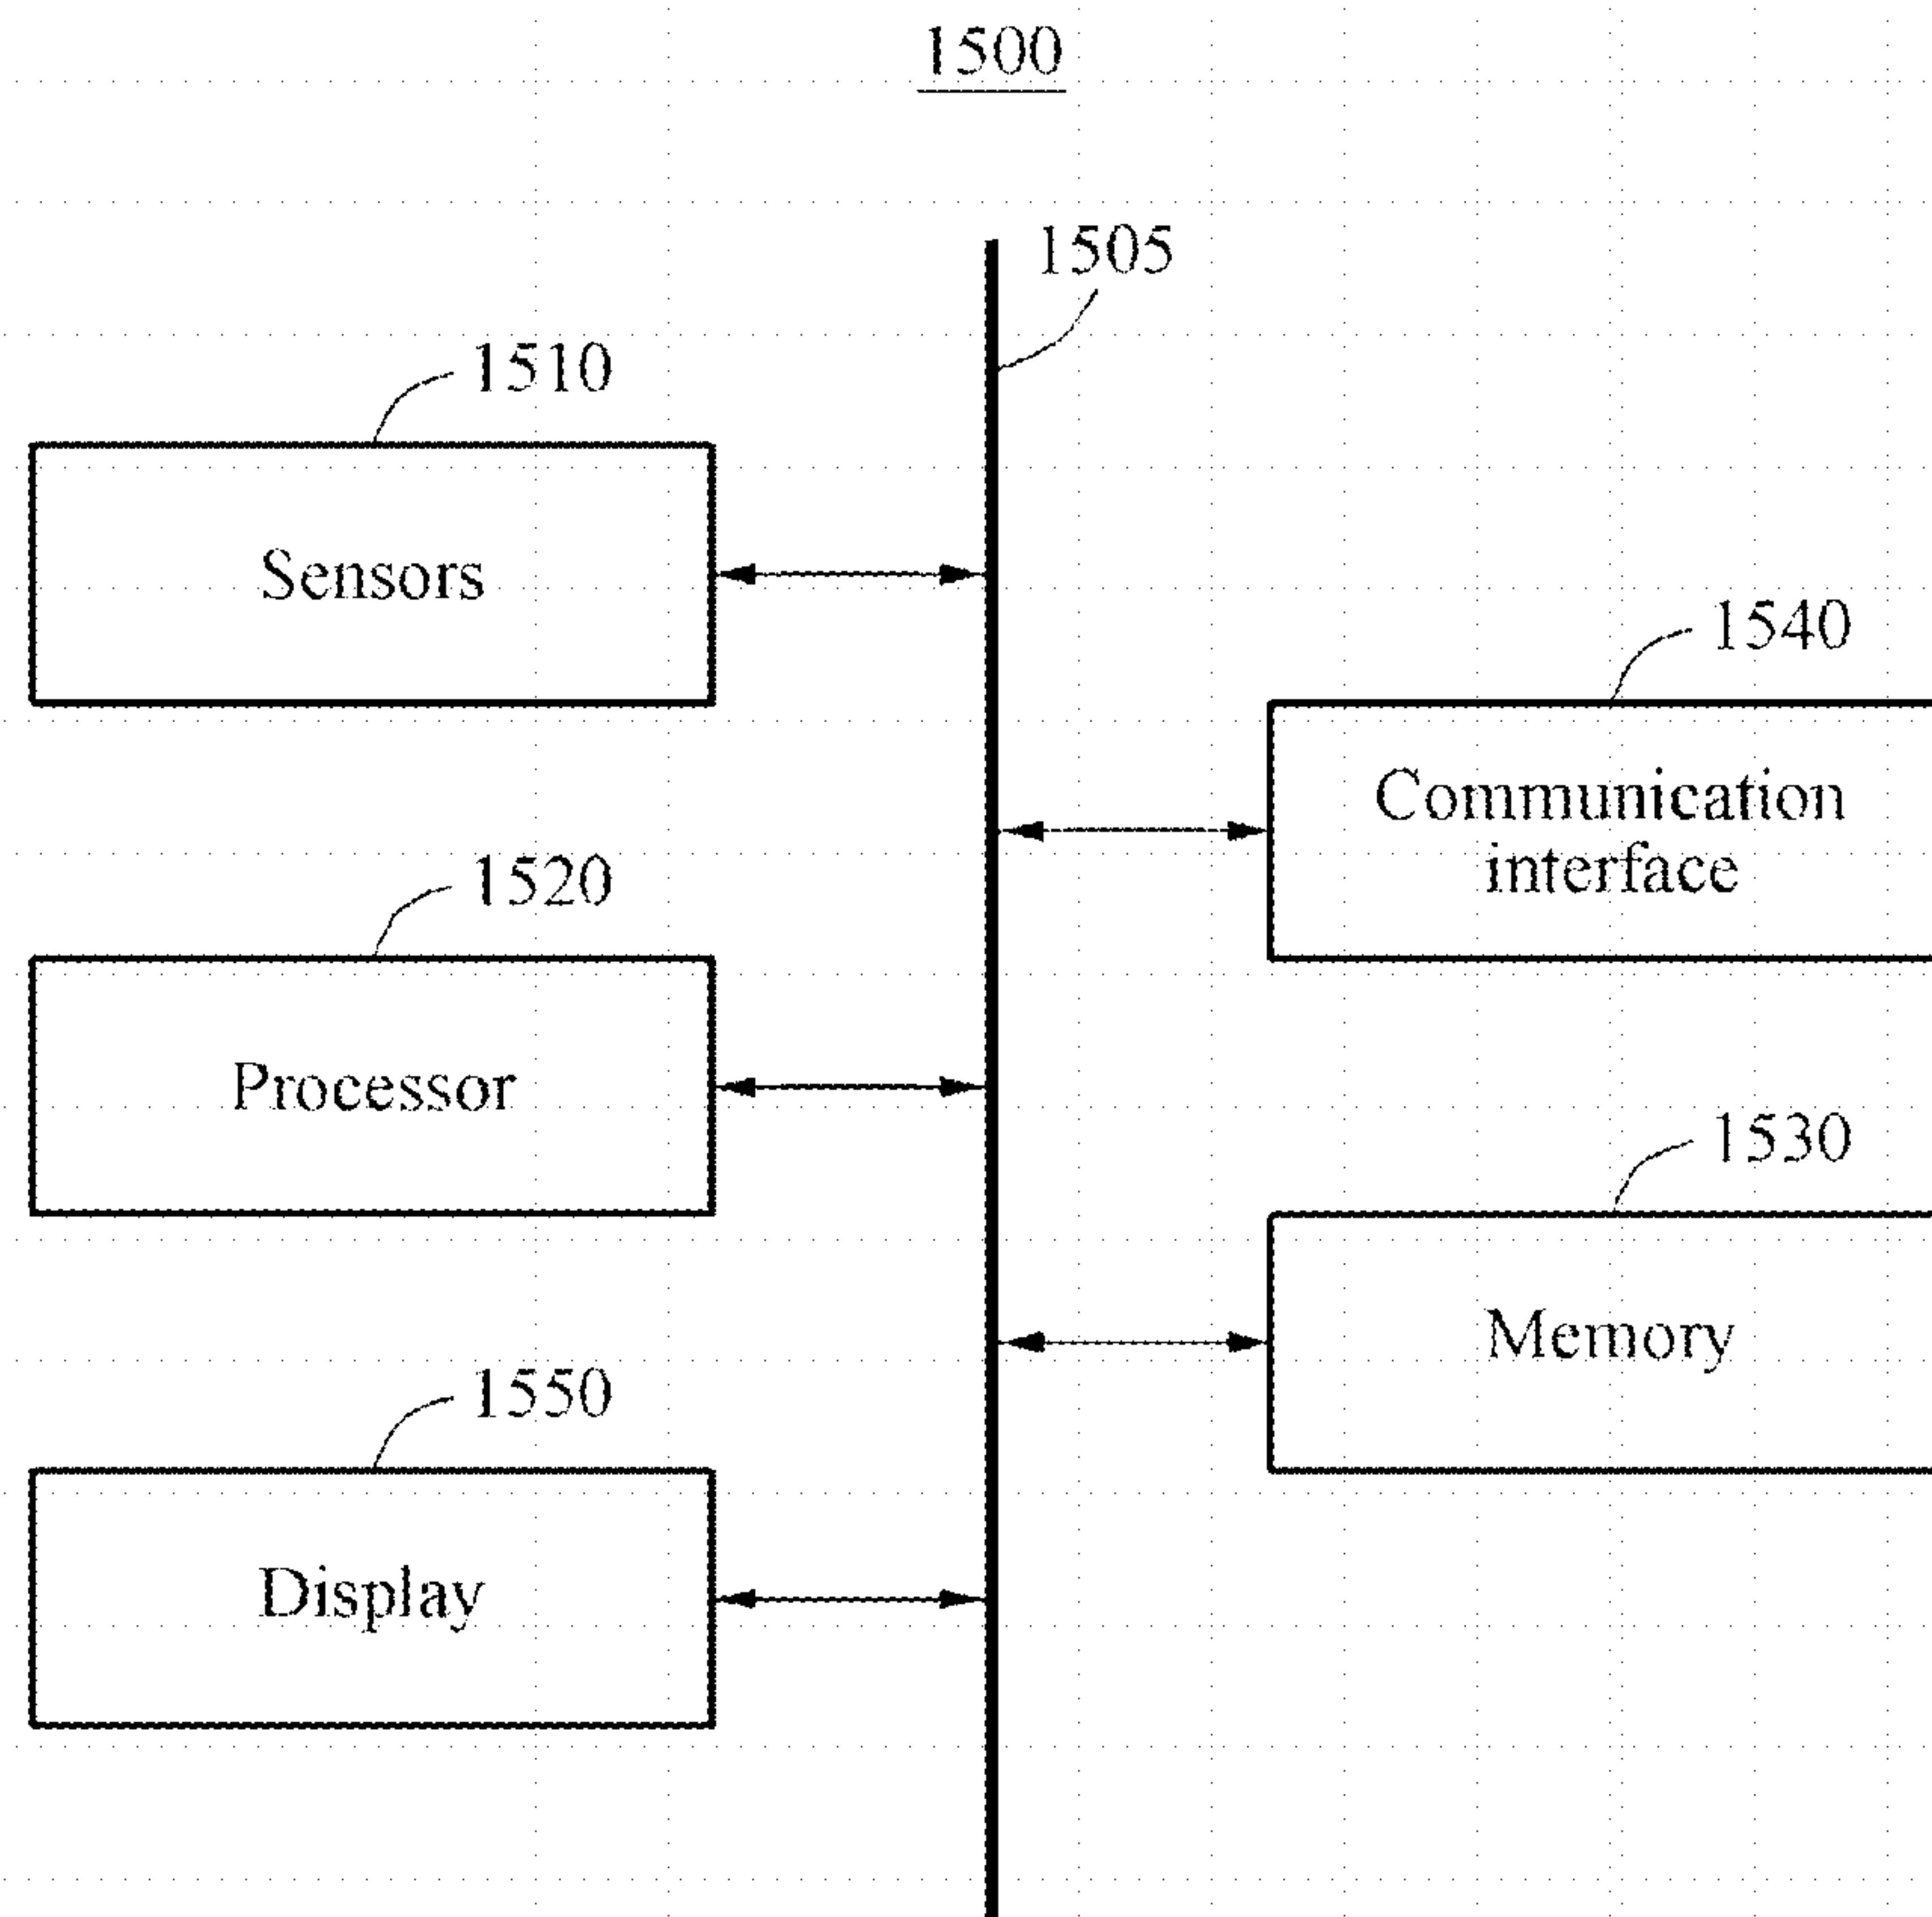 1500
1505
1510
Sensors
1540
Communication
interface
1520
Processor
1530
Memory
1550
Display